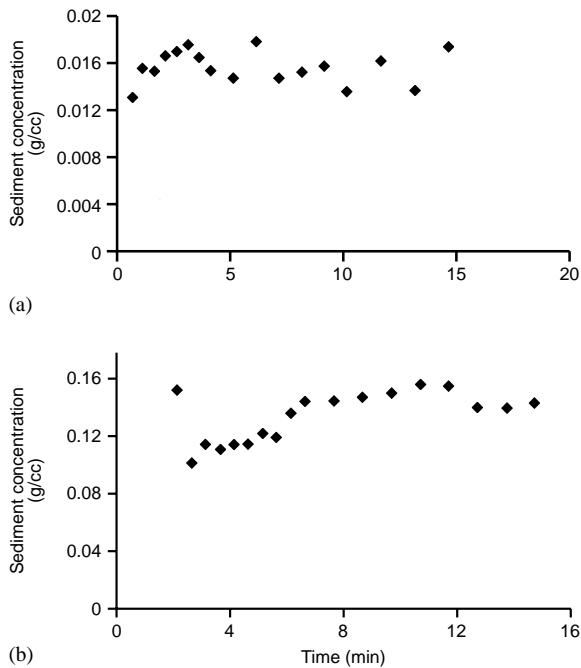 0.02
0.016
0.012
0.008
0.004
0
Sediment concentration
(g/cc)
0 5 10 15 20
(a)
0.16
0.12
0.08
0.04
0
Sediment concentration
(g/cc)
0 4 8 12 16
Time (min)
(b)